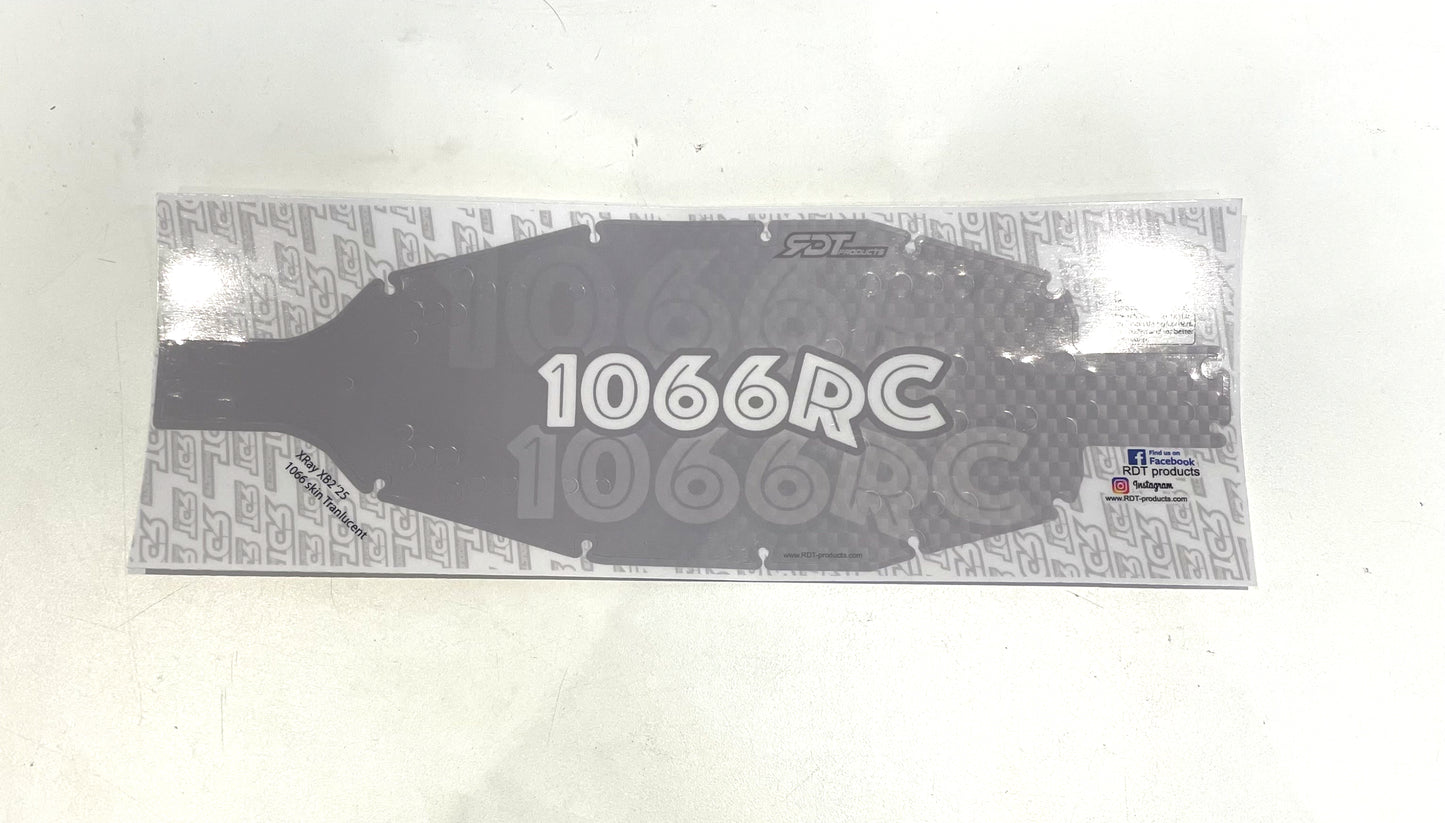 RDT
PRODUCTS
1066
1066RC
1066RC
XRay XB2 '25
1066 skin Tranlucent
www.RDT-products.com
Find us on
Facebook
RDT products
Instagram
www.RDT-products.com